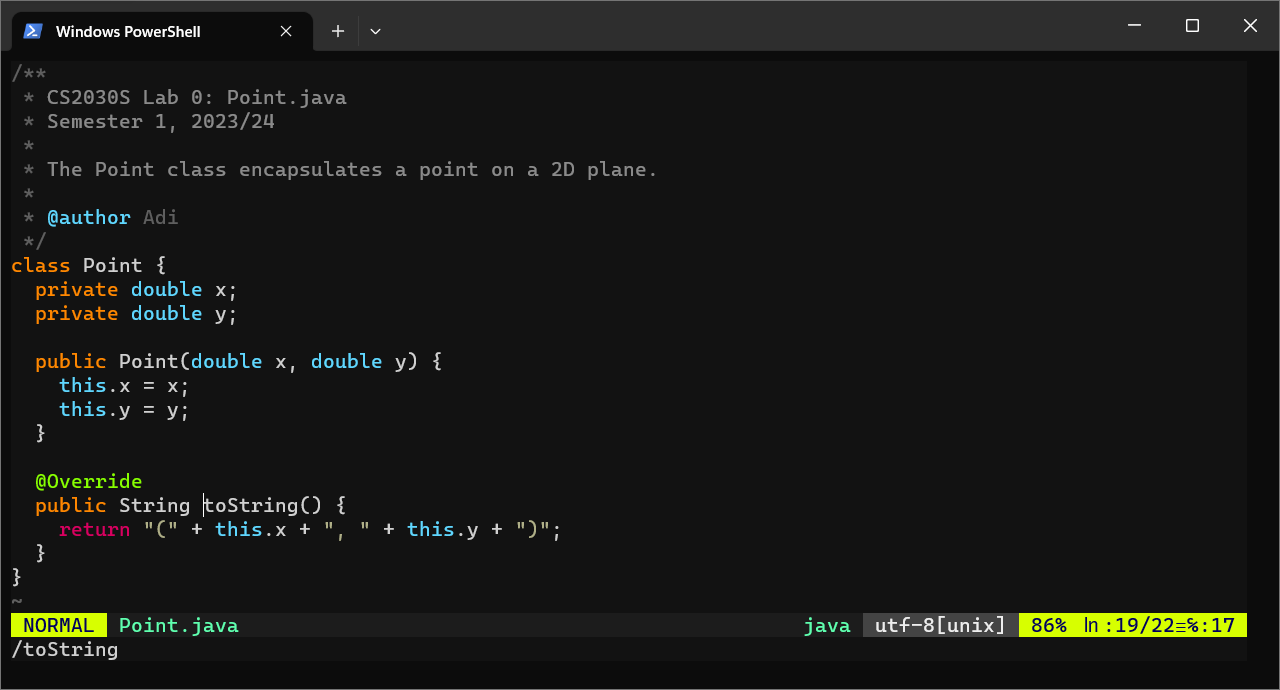 Windows PowerShell
/**
 * CS2030S Lab 0: Point.java
 * Semester 1, 2023/24
 *
 * The Point class encapsulates a point on a 2D plane.
 *
 * @author Adi
 */
class Point {
  private double x;
  private double y;

  public Point(double x, double y) {
    this.x = x;
    this.y = y;
  }

  @Override
  public String toString() {
    return "(" + this.x + ", " + this.y + ")";
  }
}
~
NORMAL Point.java java utf-8[unix] 86% ㏑:19/22≡℅:17
/toString